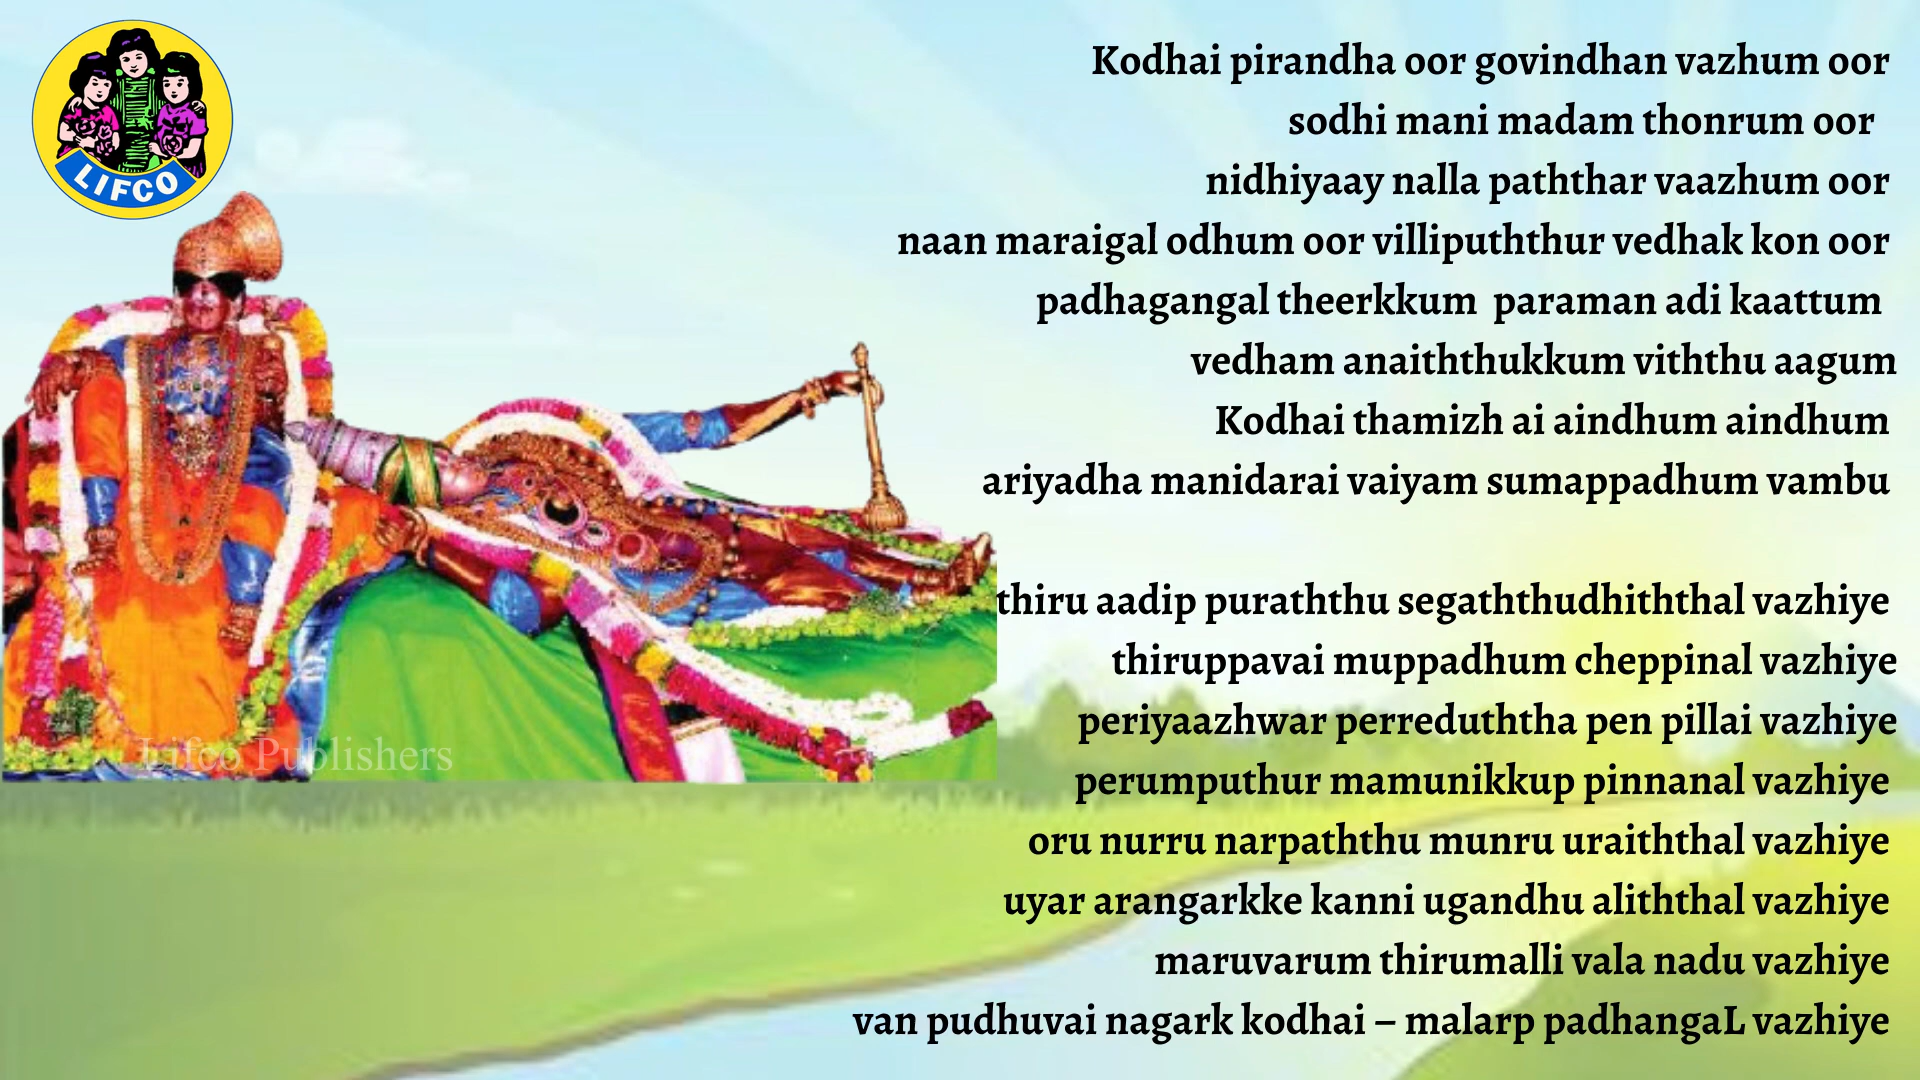 LIFCO
Kodhai pirandha oor govindhan vazhum oor
sodhi mani madam thonrum oor
nidhiyaay nalla paththar vaazhum oor
naan maraigal odhum oor villipuththur vedhak kon oor
padhagangal theerkkum paraman adi kaattum
vedham anaiththukkum viththu aagum
Kodhai thamizh ai aindhum aindhum
ariyadha manidarai vaiyam sumappadhum vambu
thiru aadip puraththu segaththudhiththal vazhiye
thiruppavai muppadhum cheppinal vazhiye
periyaazhwar perreduththa pen pillai vazhiye
perumputhur mamunikkup pinnanal vazhiye
oru nurru narpaththu munru uraiththal vazhiye
uyar arangarkke kanni ugandhu aliththal vazhiye
maruvarum thirumalli vala nadu vazhiye
van pudhuvai nagark kodhai – malarp padhangaL vazhiye
Lifco Publishers